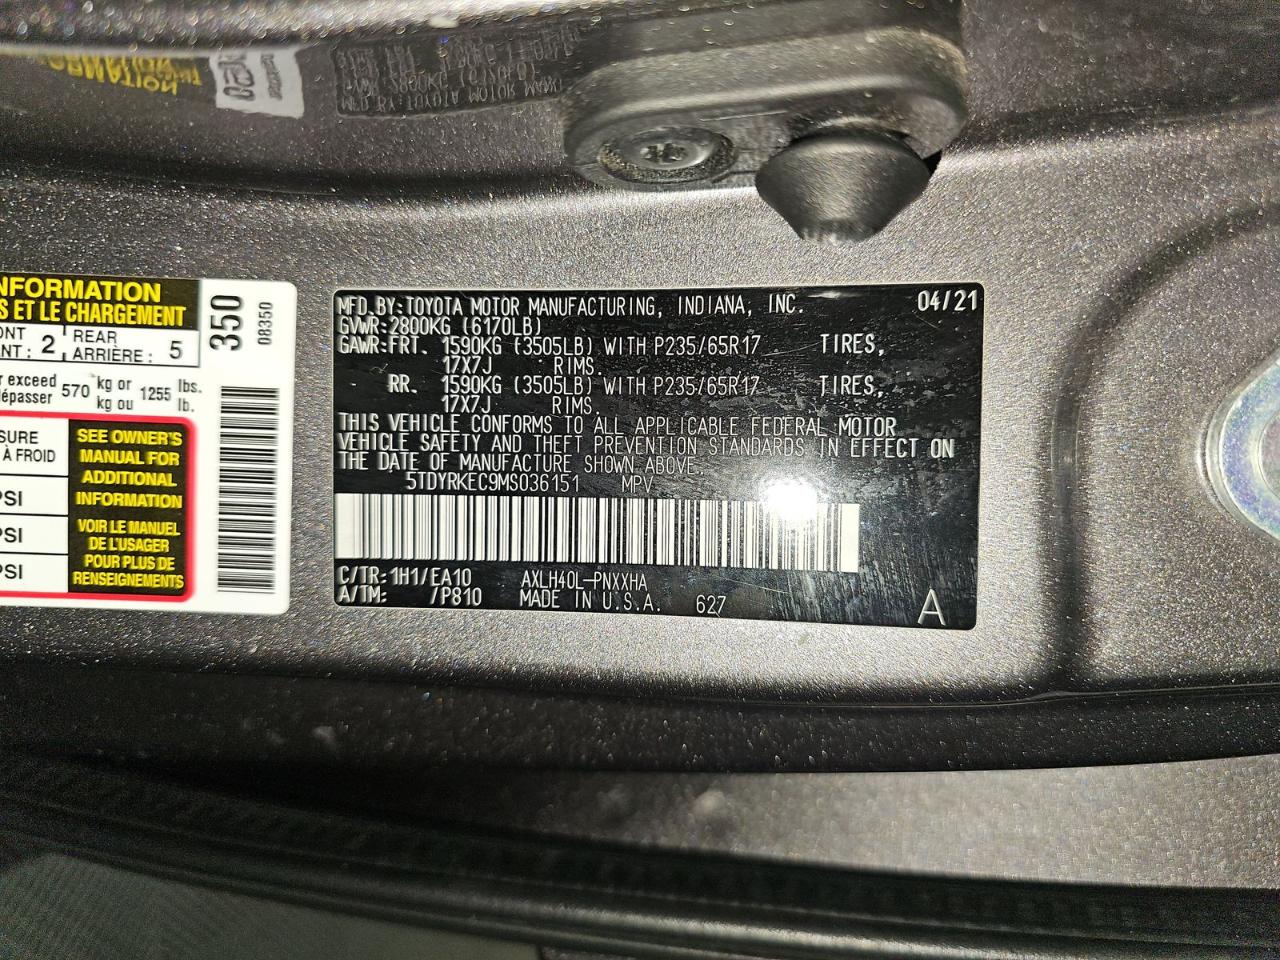 NFORMATION
S ET LE CHARGEMENT
ONT
NT : 2
REAR
ARRIÈRE : 5
r exceed
dépasser
570
kg or
kg ou
1255
lbs.
lb.
SURE
À FROID
PSI
PSI
PSI
SEE OWNER'S
MANUAL FOR
ADDITIONAL
INFORMATION
VOIR LE MANUEL
DE L'USAGER
POUR PLUS DE
RENSEIGNEMENTS
350
08350
MFD.BY:TOYOTA MOTOR MANUFACTURING, INDIANA, INC. 04/21
GVWR:2800KG (6170LB)
GAWR:FRT. 1590KG (3505LB) WITH P235/65R17 TIRES,
17X7J RIMS.
RR. 1590KG (3505LB) WITH P235/65R17 TIRES,
17X7J RIMS.
THIS VEHICLE CONFORMS TO ALL APPLICABLE FEDERAL MOTOR
VEHICLE SAFETY AND THEFT PREVENTION STANDARDS IN EFFECT ON
THE DATE OF MANUFACTURE SHOWN ABOVE.
5TDYRKEC9MS036151 MPV
C/TR:1H1/EA10 AXLH40L-PNXXHA
A/TM: /P810 MADE IN U.S.A. 627 A